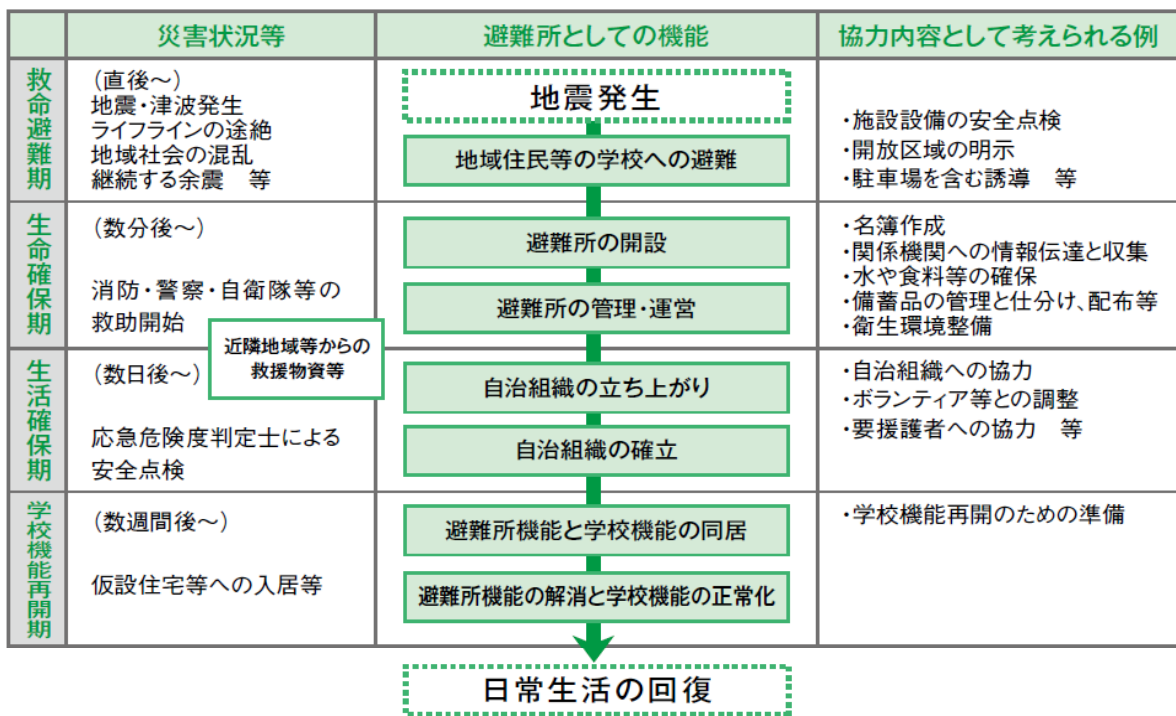 災害状況等
避難所としての機能
協力内容として考えられる例
救命避難期
(直後~)
地震・津波発生
ライフラインの途絶
地域社会の混乱
継続する余震 等
地震発生
地域住民等の学校への避難
・施設設備の安全点検
・開放区域の明示
・駐車場を含む誘導 等
生命確保期
(数分後~)
消防・警察・自衛隊等の
救助開始
近隣地域等からの
救援物資等
避難所の開設
避難所の管理・運営
・名簿作成
・関係機関への情報伝達と収集
・水や食料等の確保
・備蓄品の管理と仕分け、配布等
・衛生環境整備
生活確保期
(数日後~)
応急危険度判定士による
安全点検
自治組織の立ち上がり
自治組織の確立
・自治組織への協力
・ボランティア等との調整
・要援護者への協力 等
学校機能再開期
(数週間後~)
仮設住宅等への入居等
避難所機能と学校機能の同居
避難所機能の解消と学校機能の正常化
・学校機能再開のための準備
日常生活の回復